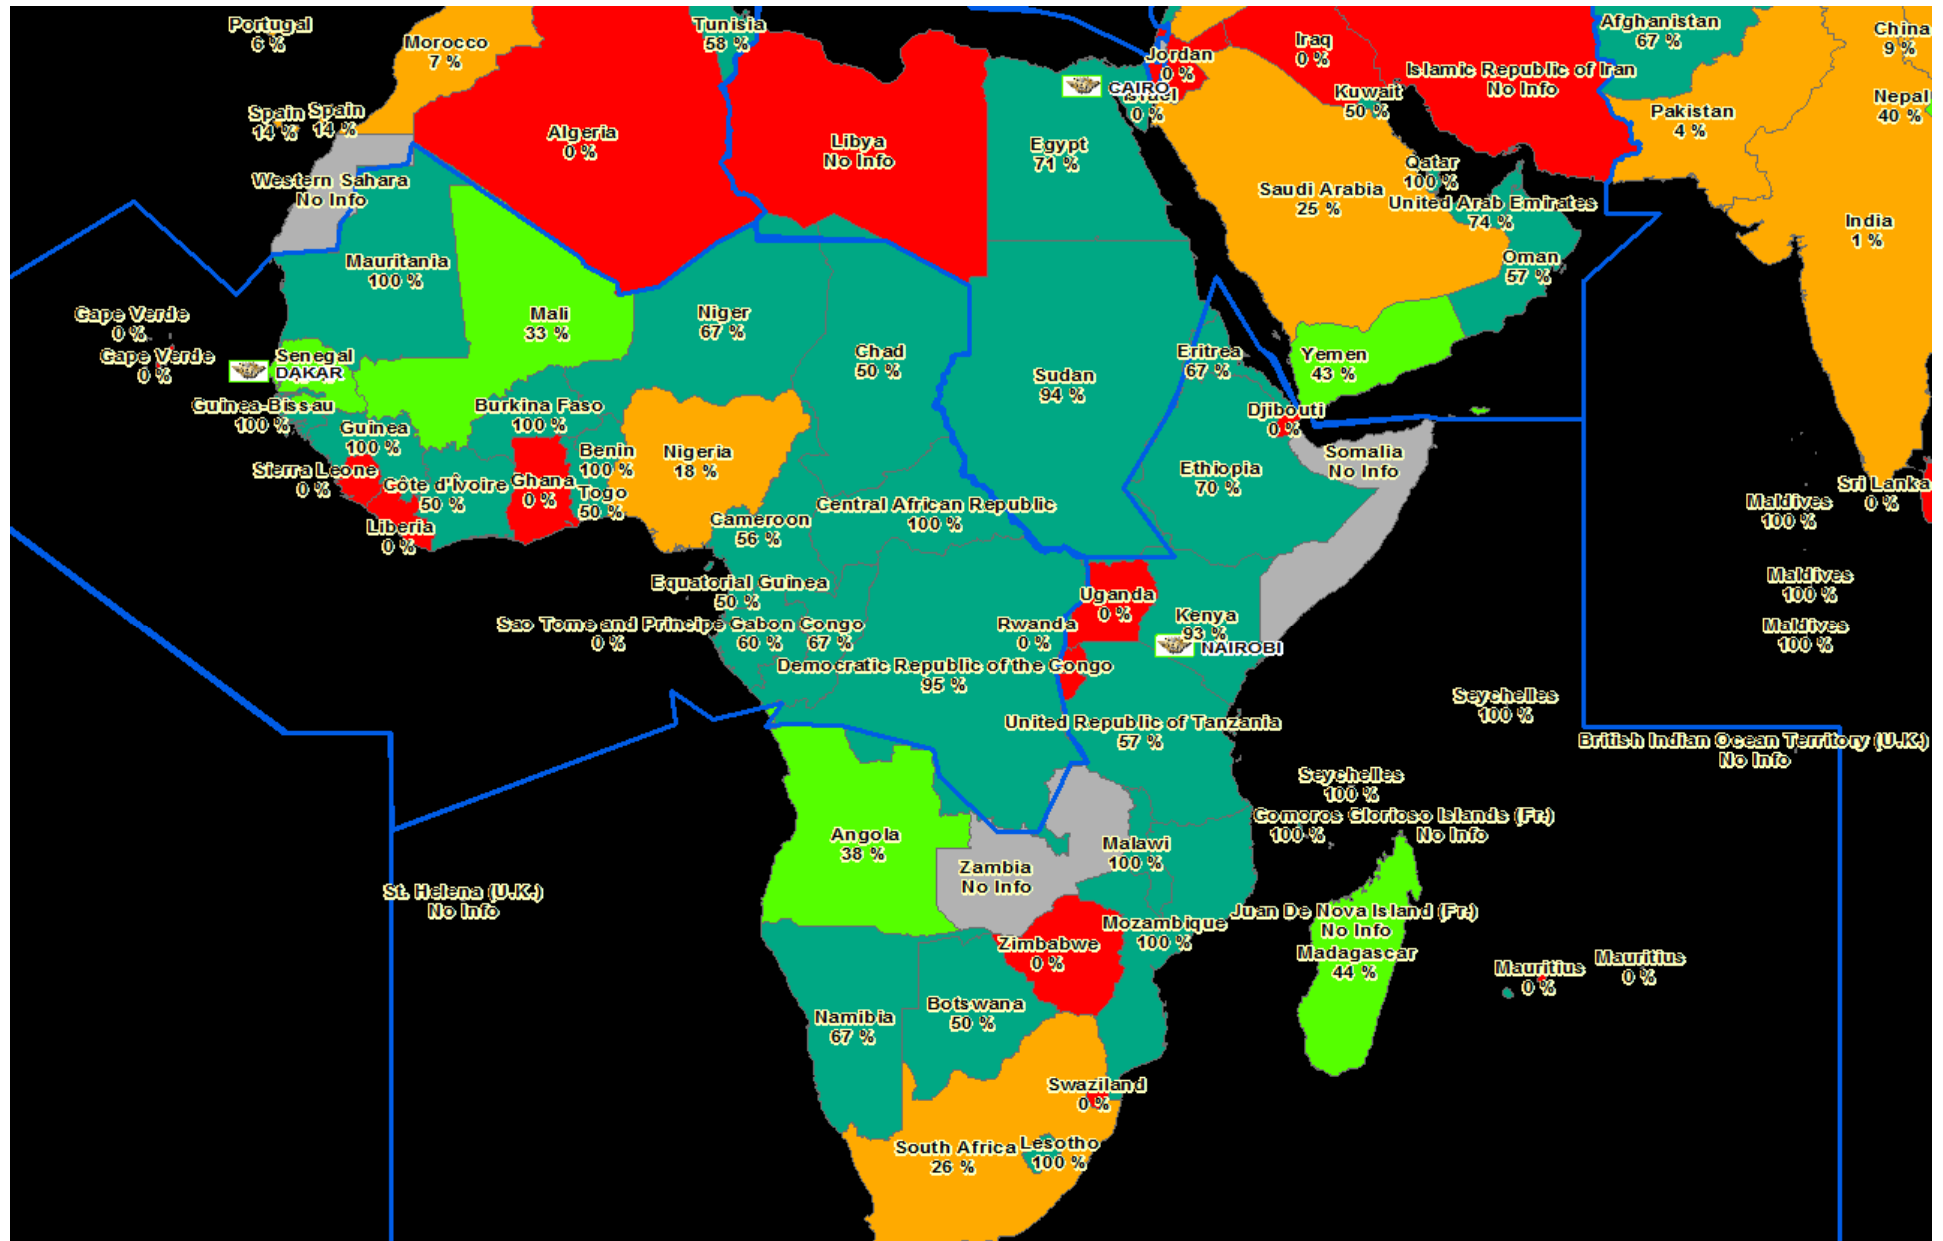 Portugal
6 %
Morocco
7 %
Tunisia
58 %
Jordan
0 %
Iraq
0 %
Islamic Republic of Iran
No Info
Afghanistan
67 %
China
9 %
CAIRO
Israel
0 %
Kuwait
50 %
Pakistan
4 %
Nepal
40 %
Spain
14 %
Spain
14 %
Algeria
0 %
Libya
No Info
Egypt
71 %
Western Sahara
No Info
Saudi Arabia
25 %
Qatar
100 %
United Arab Emirates
74 %
India
1 %
Mauritania
100 %
Oman
57 %
Gape Verde
0 %
Gape Verde
0 %
Mali
33 %
Niger
67 %
Chad
50 %
Sudan
94 %
Eritrea
67 %
Yemen
43 %
Senegal
DAKAR
Guinea-Bissau
100 %
Guinea
100 %
Burkina Faso
100 %
Djibouti
0 %
Sierra Leone
0 %
Côte d'Ivoire
50 %
Ghana
0 %
Benin
100 %
Togo
50 %
Nigeria
18 %
Ethiopia
70 %
Somalia
No Info
Liberia
0 %
Cameroon
56 %
Central African Republic
100 %
Maldives
100 %
Sri Lanka
0 %
Maldives
100 %
Maldives
100 %
Equatorial Guinea
50 %
Sao Tome and Principe
0 %
Gabon
60 %
Congo
67 %
Rwanda
0 %
Uganda
0 %
Kenya
93 %
NAIROBI
Democratic Republic of the Congo
95 %
United Republic of Tanzania
57 %
Seychelles
100 %
British Indian Ocean Territory (U.K.)
No Info
Seychelles
100 %
Comoros
100 %
Glorioso Islands (Fr.)
No Info
Angola
38 %
Zambia
No Info
Malawi
100 %
St. Helena (U.K.)
No Info
Mozambique
100 %
Juan De Nova Island (Fr.)
No Info
Madagascar
44 %
Zimbabwe
0 %
Mauritius
0 %
Mauritius
0 %
Namibia
67 %
Botswana
50 %
Swaziland
0 %
South Africa
26 %
Lesotho
100 %